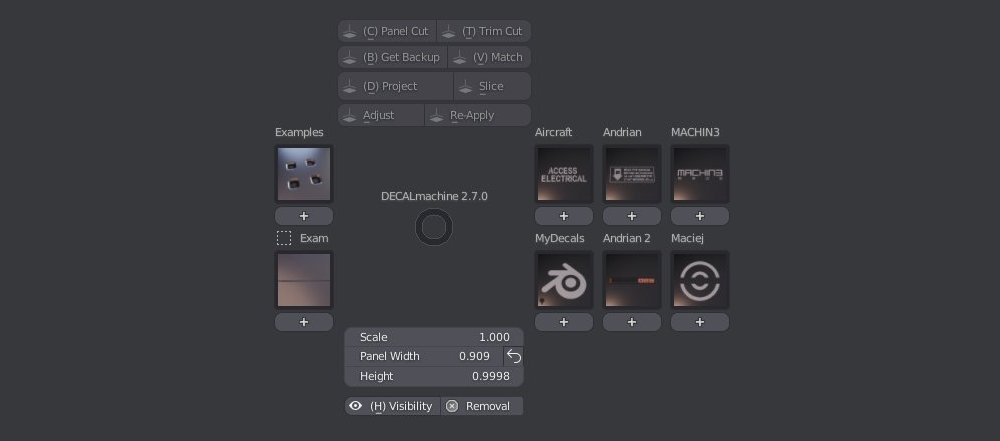 (C) Panel Cut (T) Trim Cut
(B) Get Backup (V) Match
(D) Project Slice
Adjust Re-Apply
Examples Aircraft Andrian MACHIN3
ACCESS
ELECTRICAL
MACHIN3
+ + + +
DECALmachine 2.7.0
Exam MyDecals Andrian 2 Maciej
+ + + +
Scale 1.000
Panel Width 0.909
Height 0.9998
(H) Visibility Removal